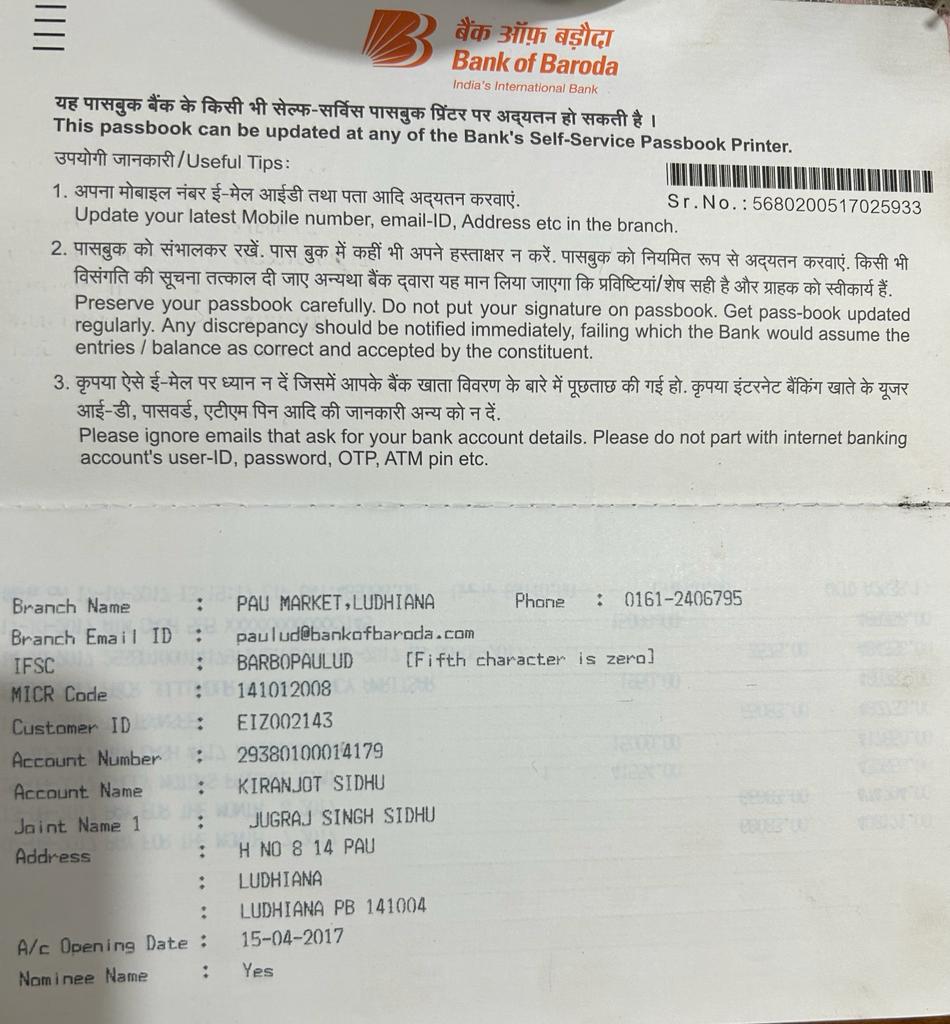 बैंक ऑफ़ बड़ौदा
Bank of Baroda
India's International Bank
यह पासबुक बैंक के किसी भी सेल्फ-सर्विस पासबुक प्रिंटर पर अद्यतन हो सकती है ।
This passbook can be updated at any of the Bank's Self-Service Passbook Printer.
उपयोगी जानकारी/Useful Tips:
Sr.No.: 5680200517025933
1. अपना मोबाइल नंबर ई-मेल आईडी तथा पता आदि अद्यतन करवाएं.
Update your latest Mobile number, email-ID, Address etc in the branch.
2. पासबुक को संभालकर रखें. पास बुक में कहीं भी अपने हस्ताक्षर न करें. पासबुक को नियमित रूप से अद्यतन करवाएं. किसी भी
विसंगति की सूचना तत्काल दी जाए अन्यथा बैंक द्वारा यह मान लिया जाएगा कि प्रविष्टियां/शेष सही है और ग्राहक को स्वीकार्य हैं.
Preserve your passbook carefully. Do not put your signature on passbook. Get pass-book updated
regularly. Any discrepancy should be notified immediately, failing which the Bank would assume the
entries / balance as correct and accepted by the constituent.
3. कृपया ऐसे ई-मेल पर ध्यान न दें जिसमें आपके बैंक खाता विवरण के बारे में पूछताछ की गई हो. कृपया इंटरनेट बैंकिंग खाते के यूजर
आई-डी, पासवर्ड, एटीएम पिन आदि की जानकारी अन्य को न दें.
Please ignore emails that ask for your bank account details. Please do not part with internet banking
account's user-ID, password, OTP, ATM pin etc.
Branch Name : PAU MARKET,LUDHIANA Phone : 0161-2406795
Branch Email ID : paulud@bankofbaroda.com
IFSC : BARB0PAULUD [Fifth character is zero]
MICR Code : 141012008
Customer ID : EIZ002143
Account Number : 29380100014179
Account Name : KIRANJOT SIDHU
Joint Name 1 : JUGRAJ SINGH SIDHU
Address : H NO 8 14 PAU
: LUDHIANA
: LUDHIANA PB 141004
A/c Opening Date : 15-04-2017
Nominee Name : Yes